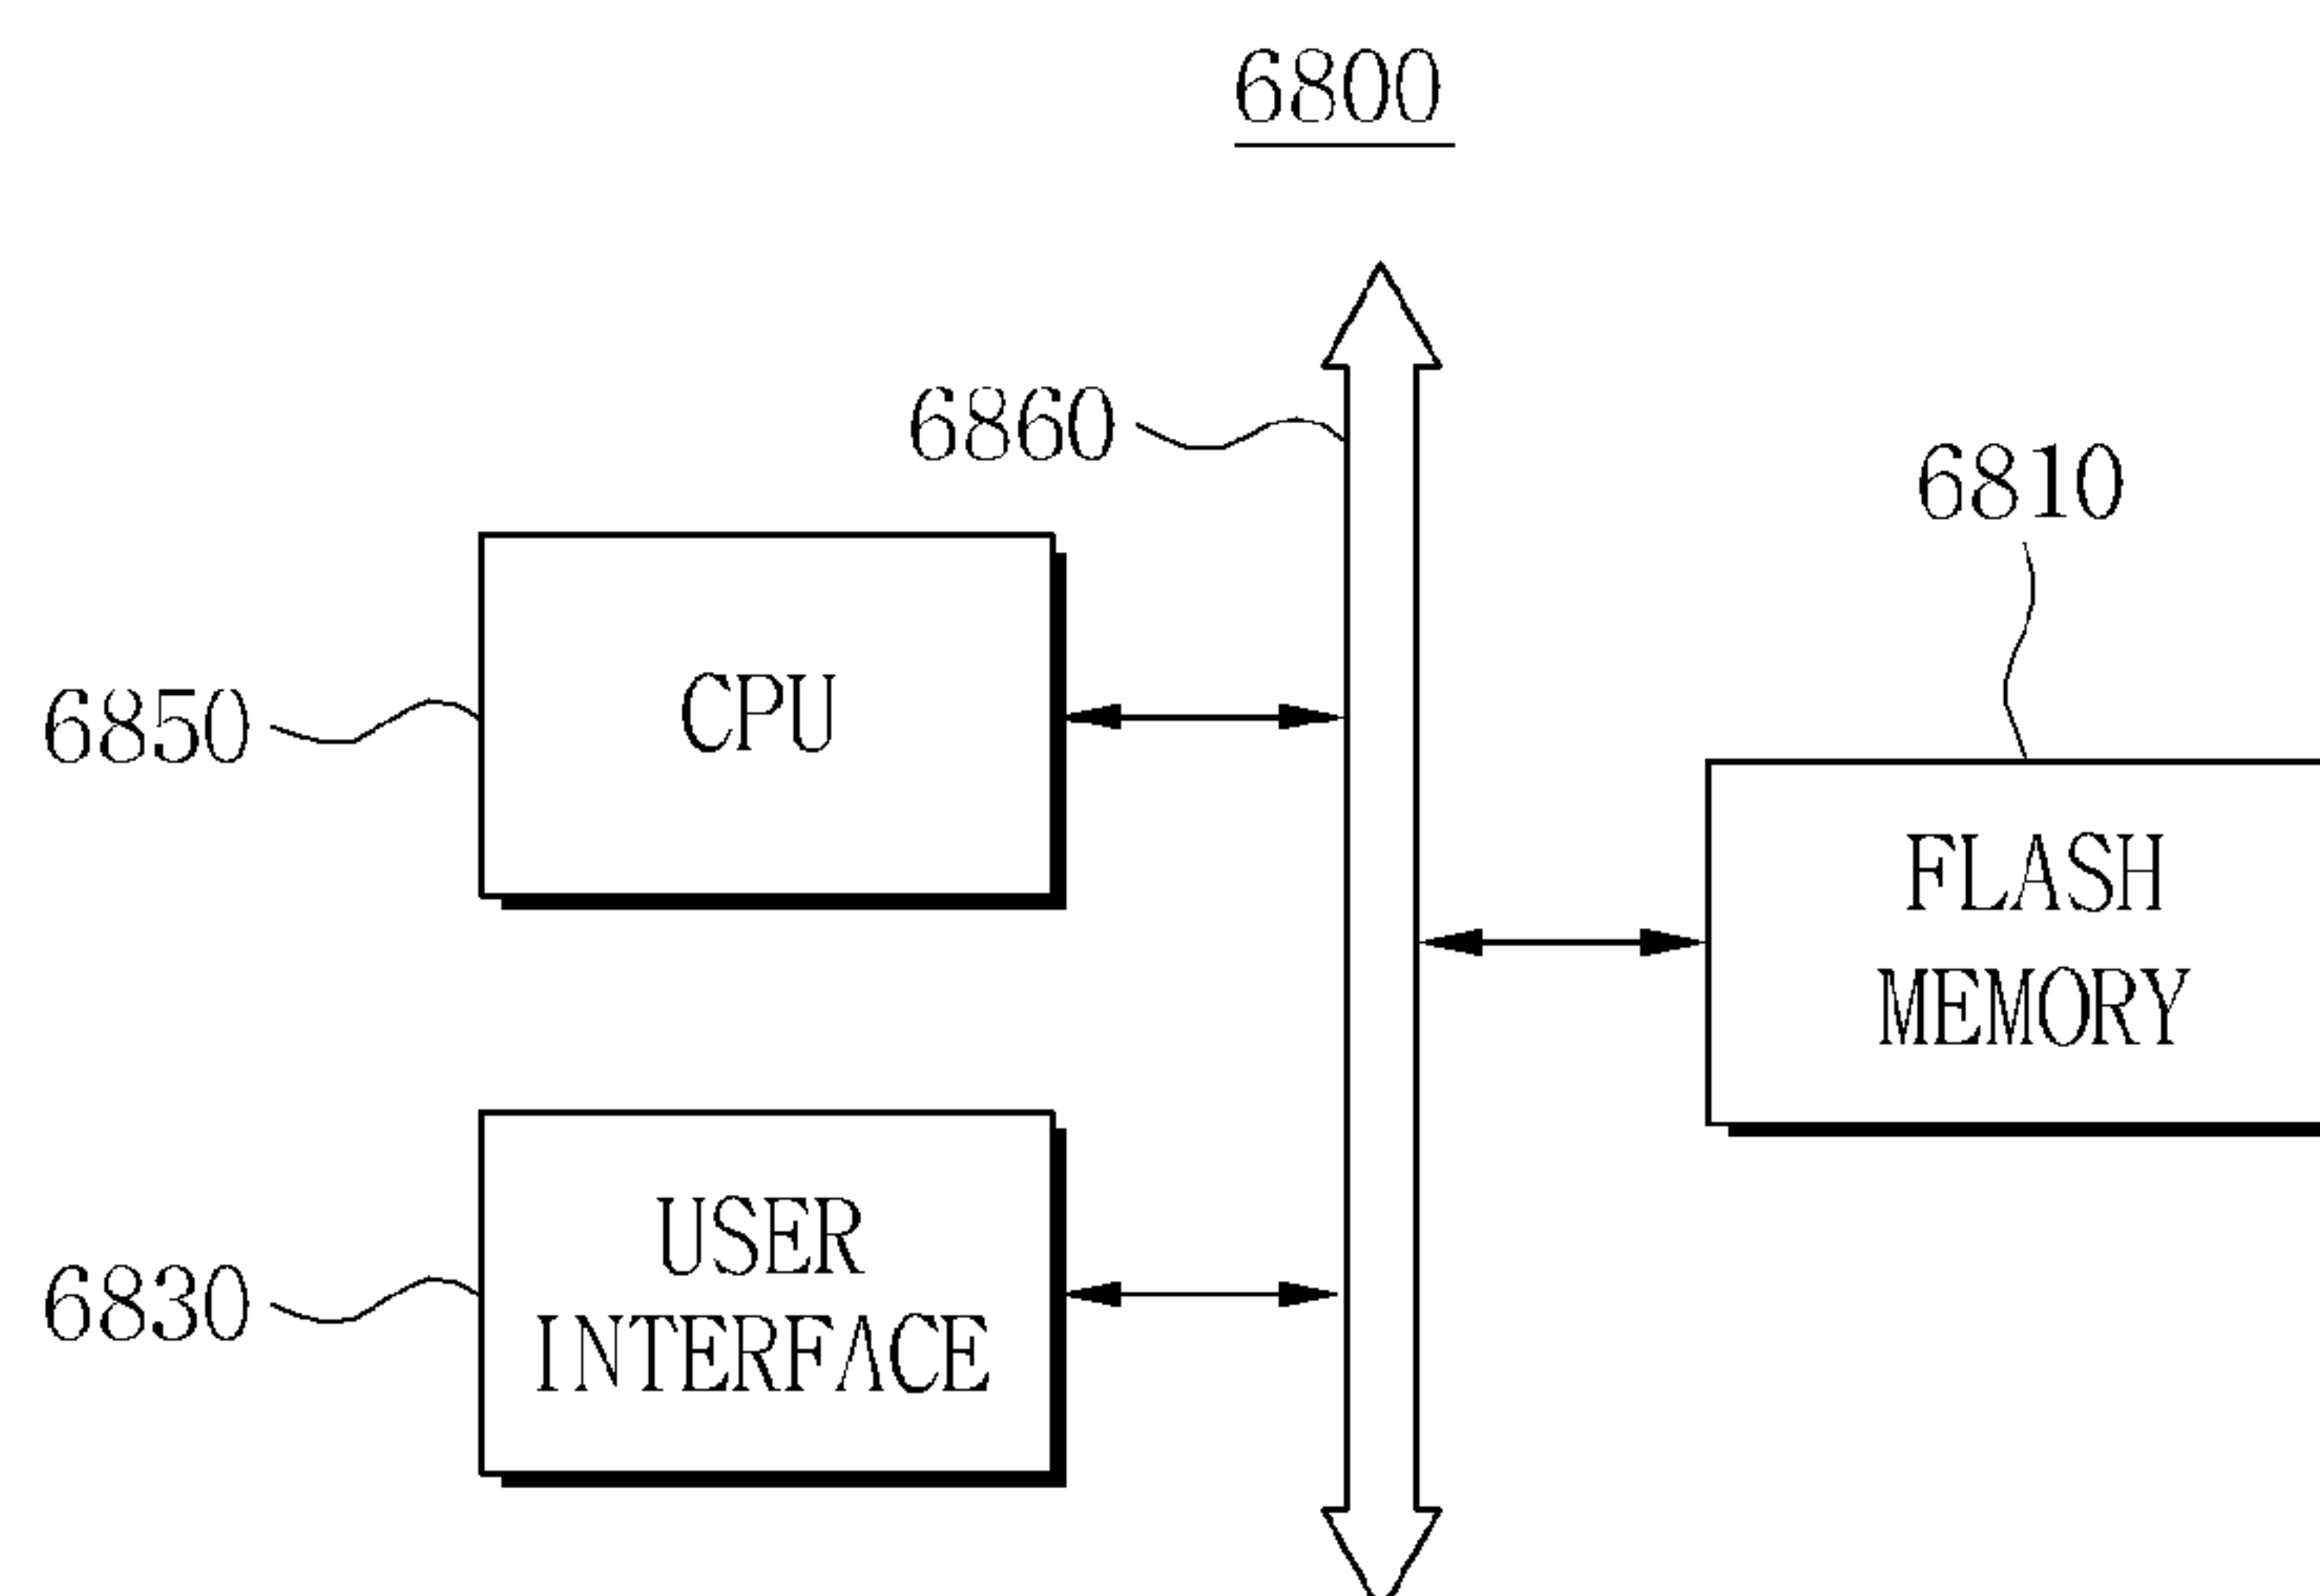 6800
6860
6810
6850
CPU
FLASH
MEMORY
6830
USER
INTERFACE